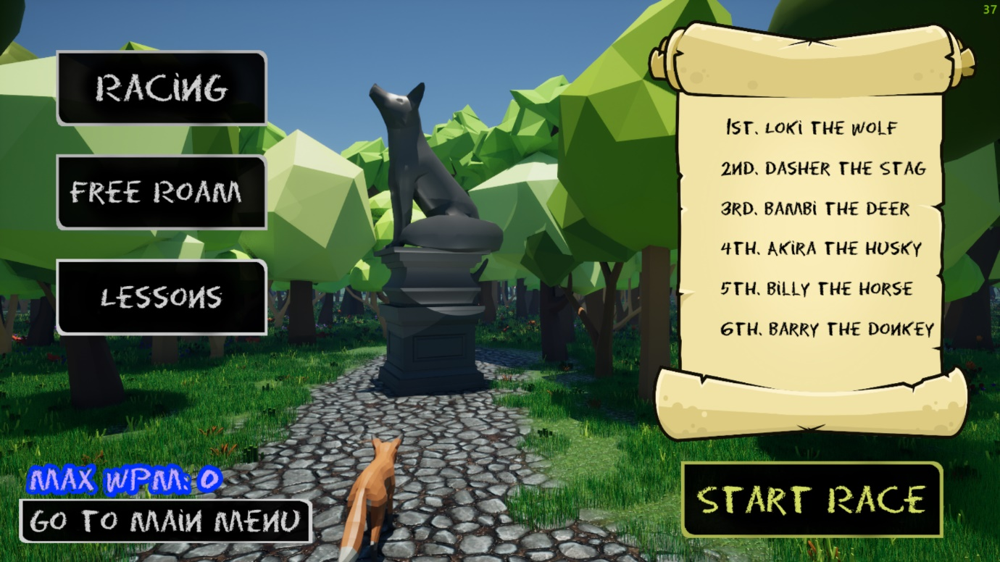 37
RACING
FREE ROAM
LESSONS
MAX WPM: 0
GO TO MAIN MENU
1ST. LOKI THE WOLF
2ND. DASHER THE STAG
3RD. BAMBI THE DEER
4TH. AKIRA THE HUSKY
5TH. BILLY THE HORSE
6TH. BARRY THE DONKEY
START RACE